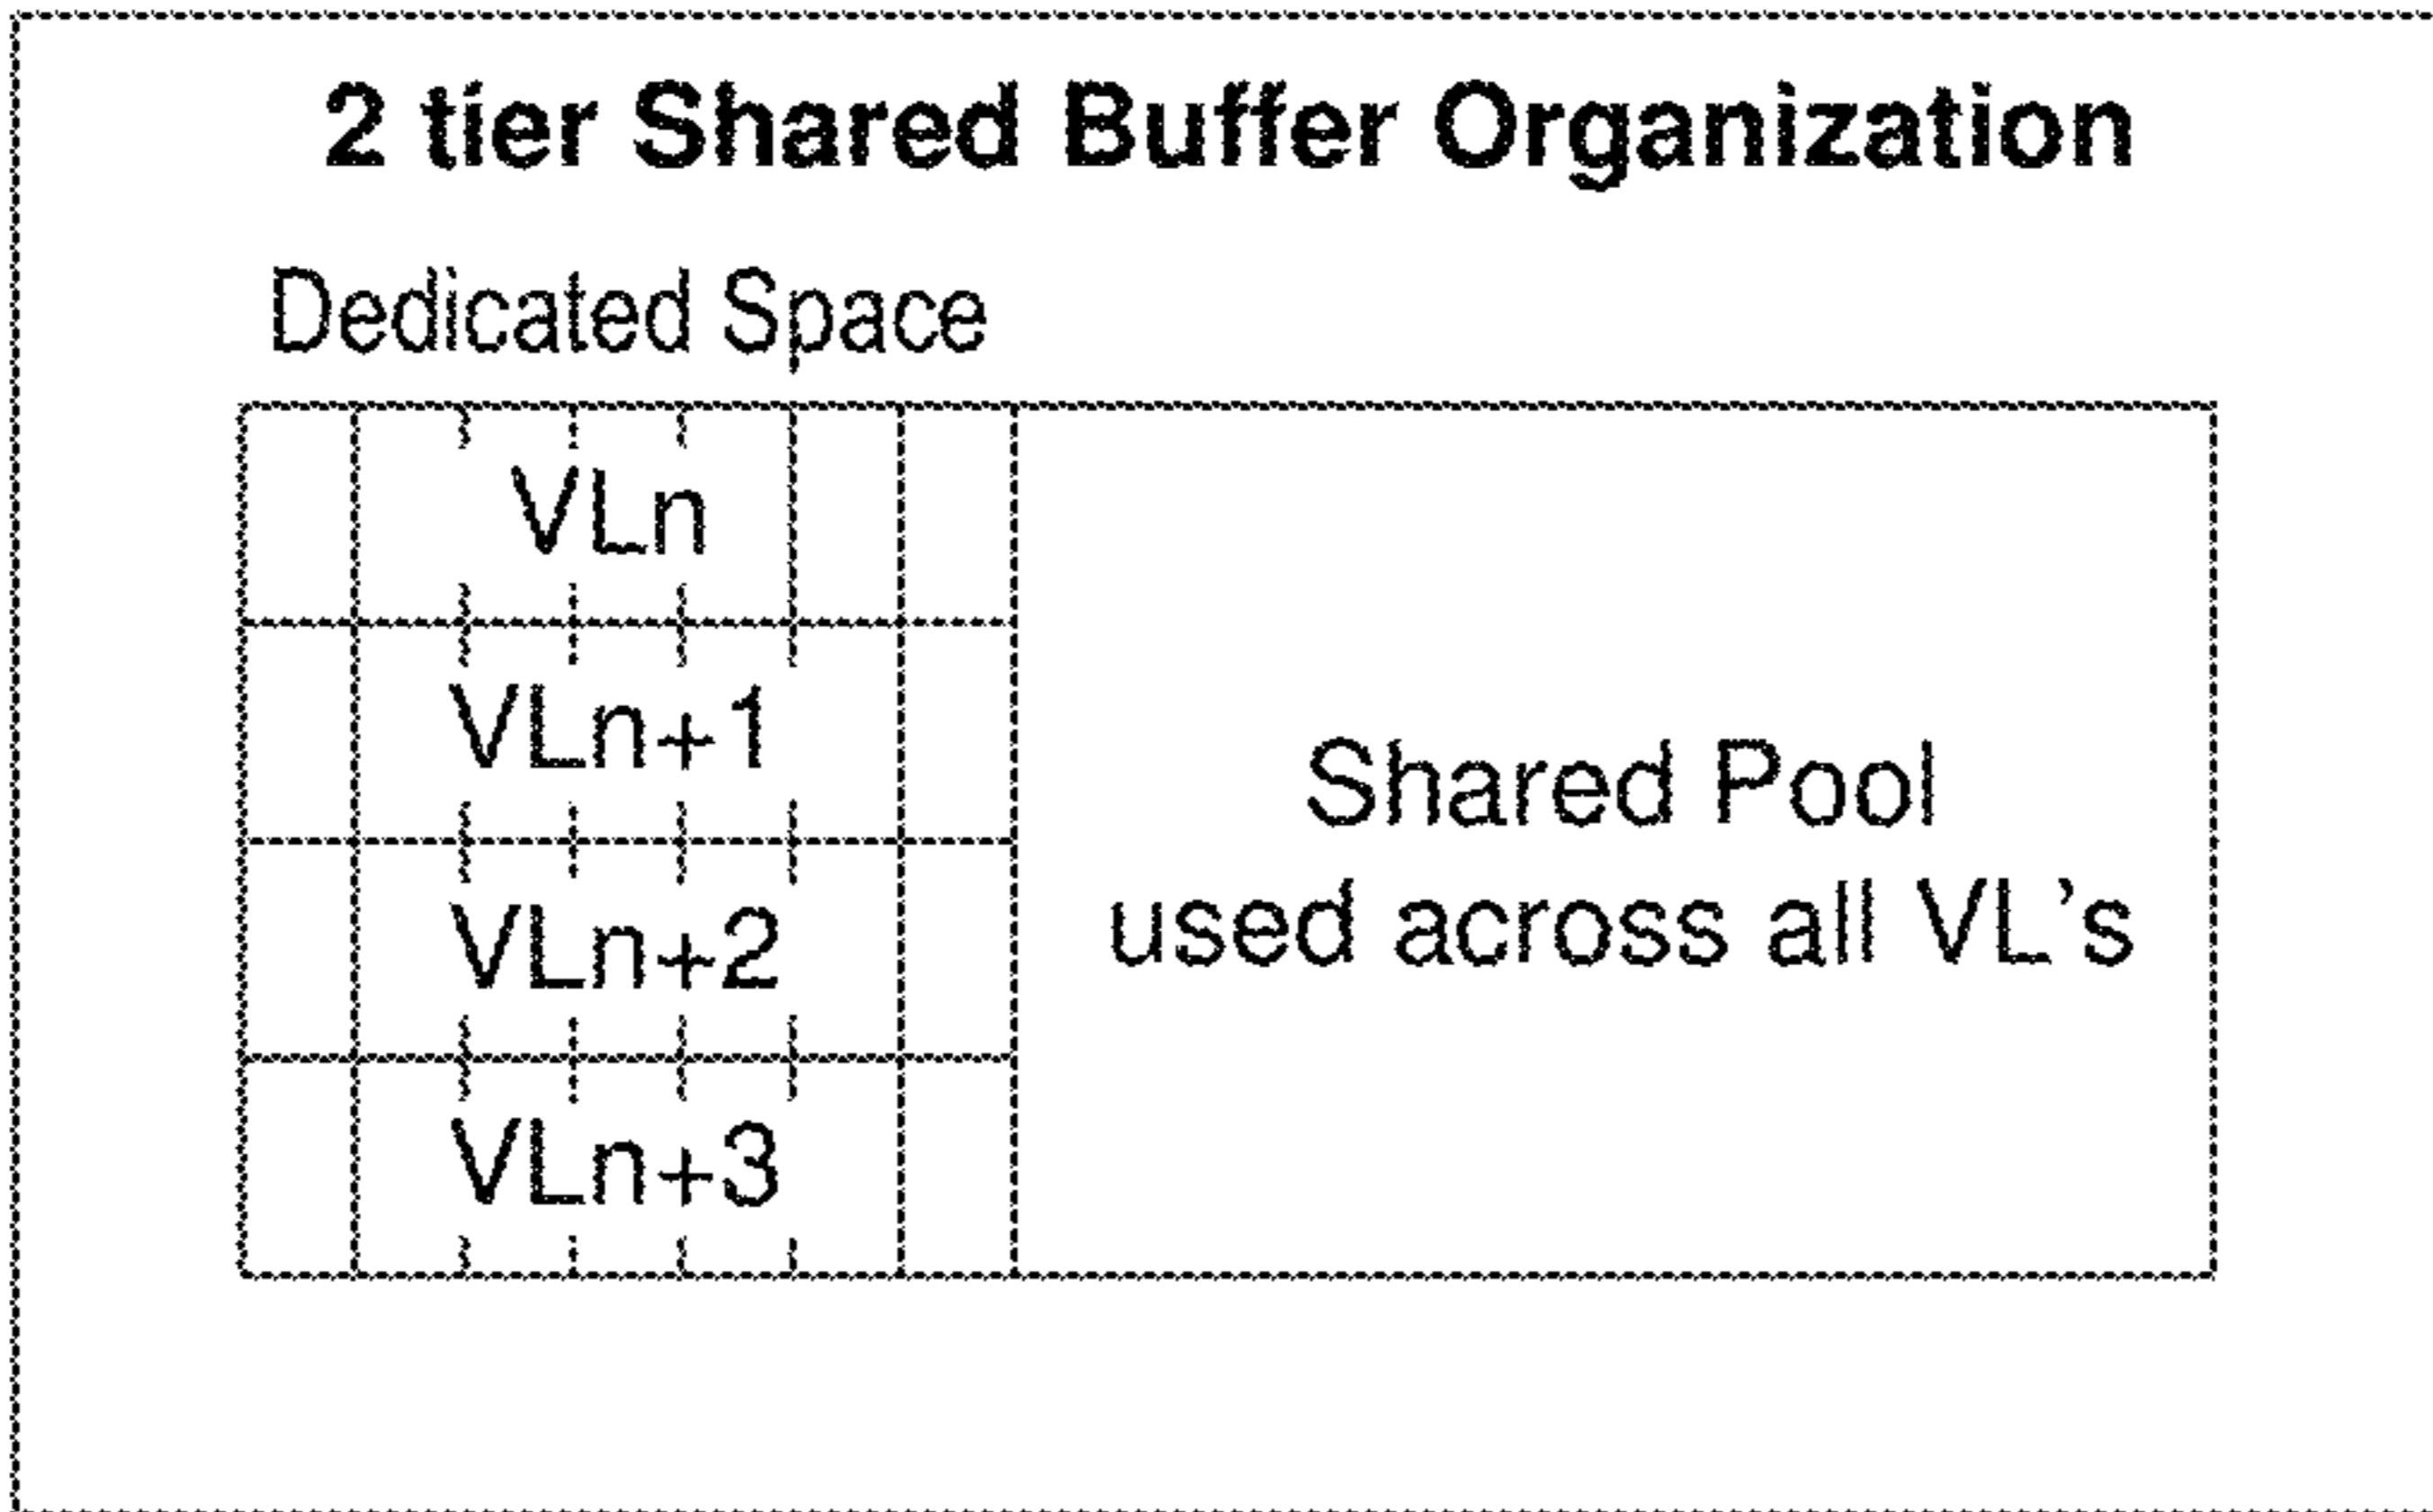 2 tier Shared Buffer Organization
Dedicated Space
VLn
VLn+1
VLn+2
VLn+3
Shared Pool
used across all VL’s